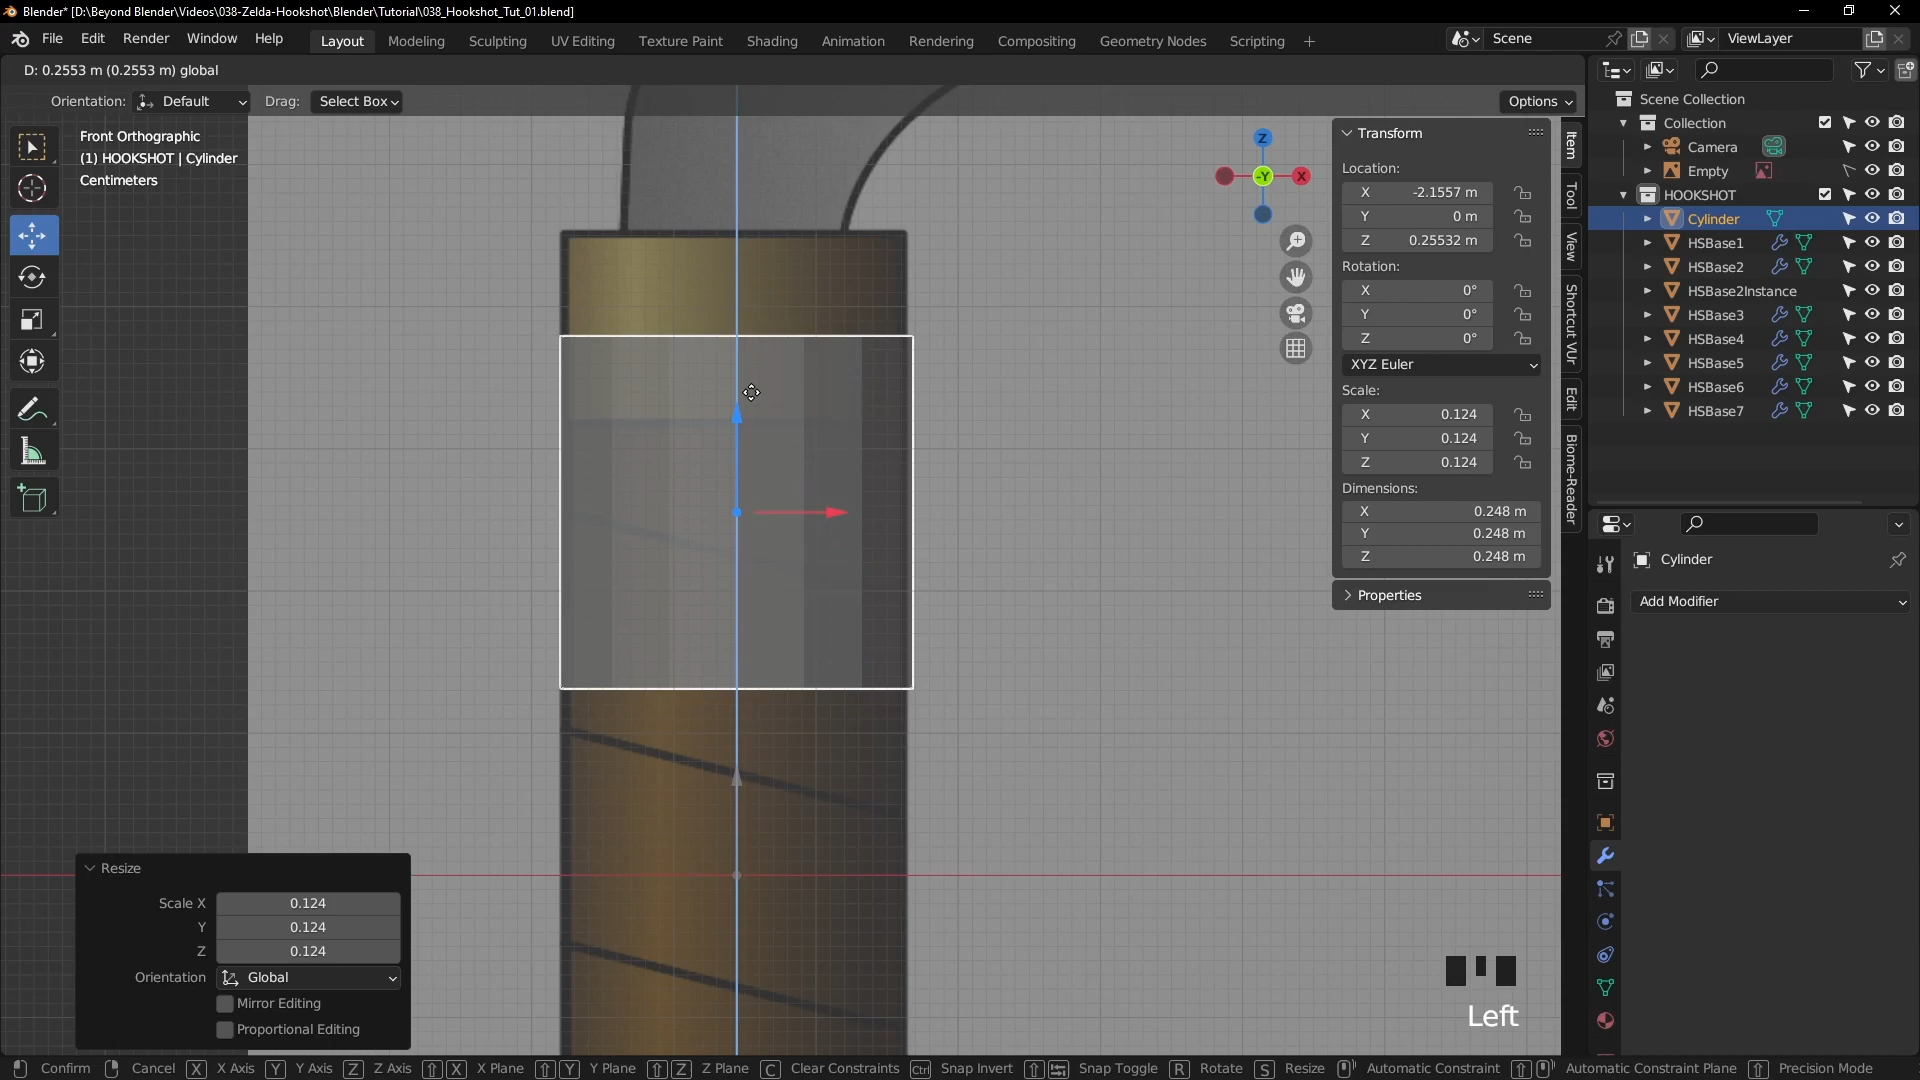 Blender* [D:\Beyond Blender\Videos\038-Zelda-Hookshot\Blender\Tutorial\038_Hookshot_Tut_01.blend]
File Edit Render Window Help Layout Modeling Sculpting UV Editing Texture Paint Shading Animation Rendering Compositing Geometry Nodes Scripting + Scene ViewLayer
D: 0.2553 m (0.2553 m) global
Orientation: Default Drag: Select Box Options
Front Orthographic
(1) HOOKSHOT | Cylinder
Centimeters
Z
-Y
X
Transform
Location:
X -2.1557 m
Y 0 m
Z 0.25532 m
Rotation:
X 0°
Y 0°
Z 0°
XYZ Euler
Scale:
X 0.124
Y 0.124
Z 0.124
Dimensions:
X 0.248 m
Y 0.248 m
Z 0.248 m
Properties
Item
Tool
View
Shortcut VUr
Edit
Biome-Reader
Scene Collection
Collection
Camera
Empty
HOOKSHOT
Cylinder
HSBase1
HSBase2
HSBase2Instance
HSBase3
HSBase4
HSBase5
HSBase6
HSBase7
Cylinder
Add Modifier
Resize
Scale X 0.124
Y 0.124
Z 0.124
Orientation Global
Mirror Editing
Proportional Editing
Left
Confirm Cancel X X Axis Y Y Axis Z Z Axis X X Plane Y Y Plane Z Z Plane C Clear Constraints Ctrl Snap Invert Snap Toggle R Rotate S Resize Automatic Constraint Automatic Constraint Plane Precision Mode